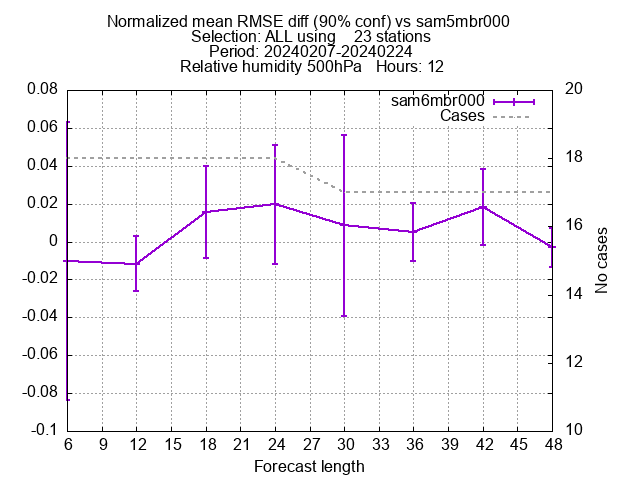 Normalized mean RMSE diff (90% conf) vs sam5mbr000
Selection: ALL using    23 stations
Period: 20240207-20240224
Relative humidity 500hPa   Hours: 12
sam6mbr000
Cases
0.08
0.06
0.04
0.02
0
-0.02
-0.04
-0.06
-0.08
-0.1
20
18
16
14
12
10
No cases
6 9 12 15 18 21 24 27 30 33 36 39 42 45 48
Forecast length